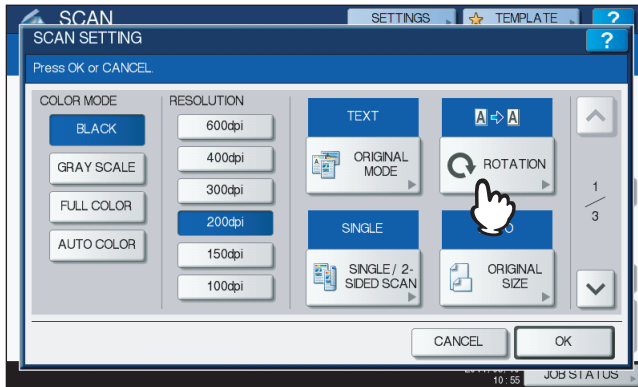 SCAN
SETTINGS
TEMPLATE
?
SCAN SETTING
?
Press OK or CANCEL.
COLOR MODE
BLACK
GRAY SCALE
FULL COLOR
AUTO COLOR
RESOLUTION
600dpi
400dpi
300dpi
200dpi
150dpi
100dpi
TEXT
ORIGINAL
MODE
A A
ROTATION
SINGLE
SINGLE / 2-
SIDED SCAN
O
ORIGINAL
SIZE
1
3
CANCEL
OK
10 : 55
JOB STATUS